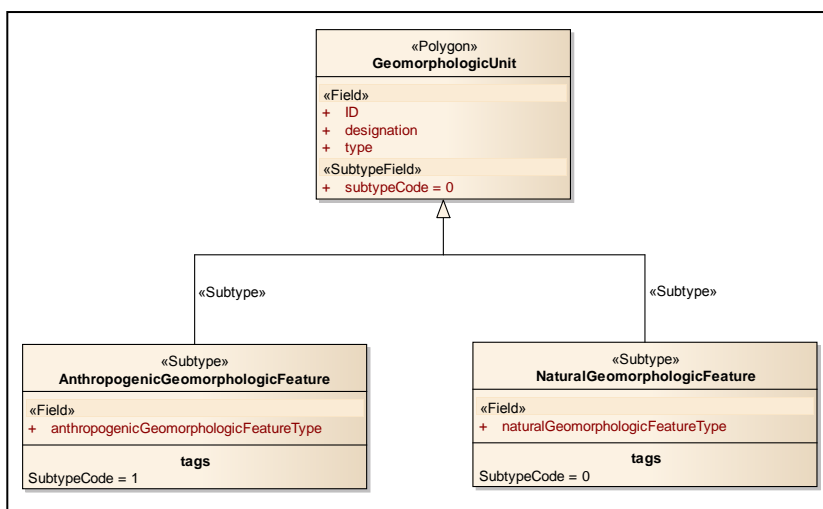 «Polygon»
GeomorphologicUnit
«Field»
+ ID
+ designation
+ type
«SubtypeField»
+ subtypeCode = 0
«Subtype»
«Subtype»
«Subtype»
AnthropogenicGeomorphologicFeature
«Field»
+ anthropogenicGeomorphologicFeatureType
tags
SubtypeCode = 1
«Subtype»
NaturalGeomorphologicFeature
«Field»
+ naturalGeomorphologicFeatureType
tags
SubtypeCode = 0